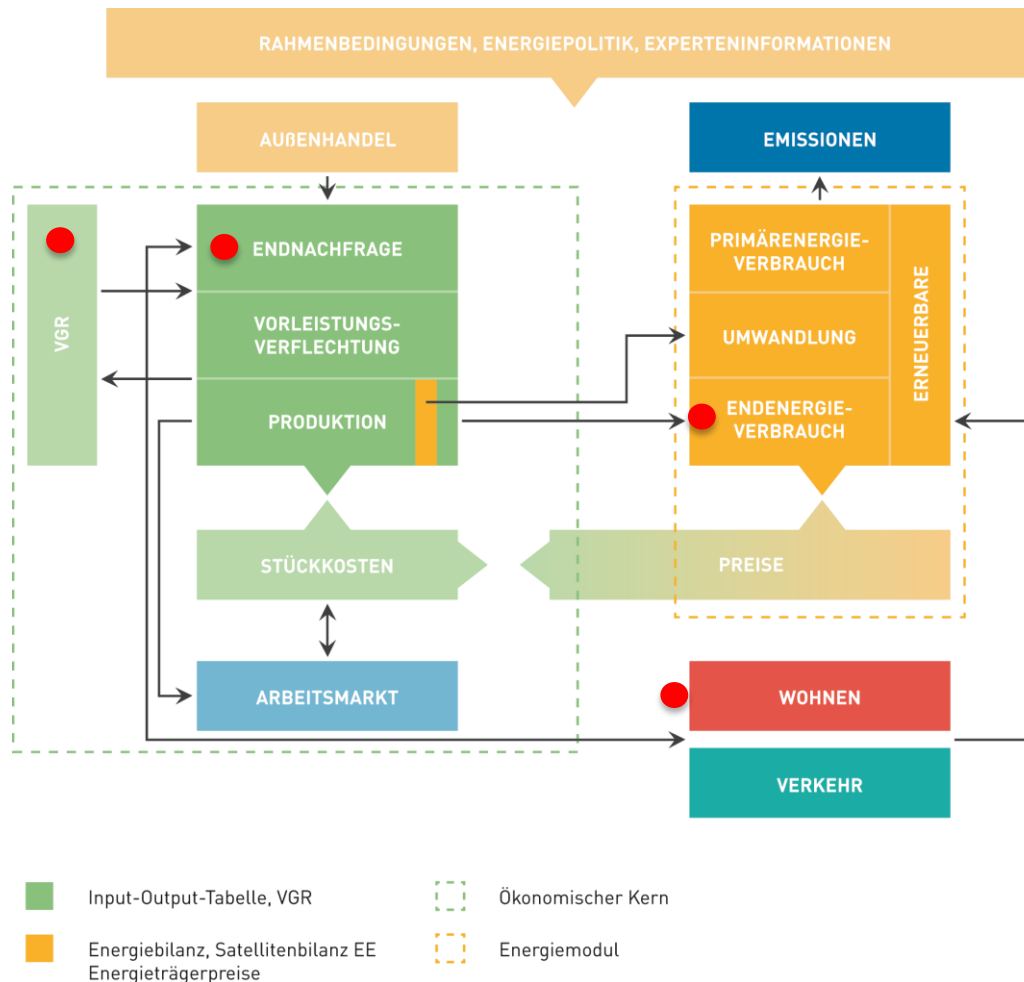 RAHMENBEDINGUNGEN, ENERGIEPOLITIK, EXPERTENINFORMATIONEN
AUßENHANDEL
EMISSIONEN
VGR
ENDNACHFRAGE
VORLEISTUNGS-
VERFLECHTUNG
PRODUKTION
PRIMÄRENERGIE-
VERBRAUCH
UMWANDLUNG
ENDENERGIE-
VERBRAUCH
ERNEUERBARE
STÜCKKOSTEN
PREISE
ARBEITSMARKT
WOHNEN
VERKEHR
Input-Output-Tabelle, VGR
Ökonomischer Kern
Energiebilanz, Satellitenbilanz EE
Energieträgerpreise
Energiemodul